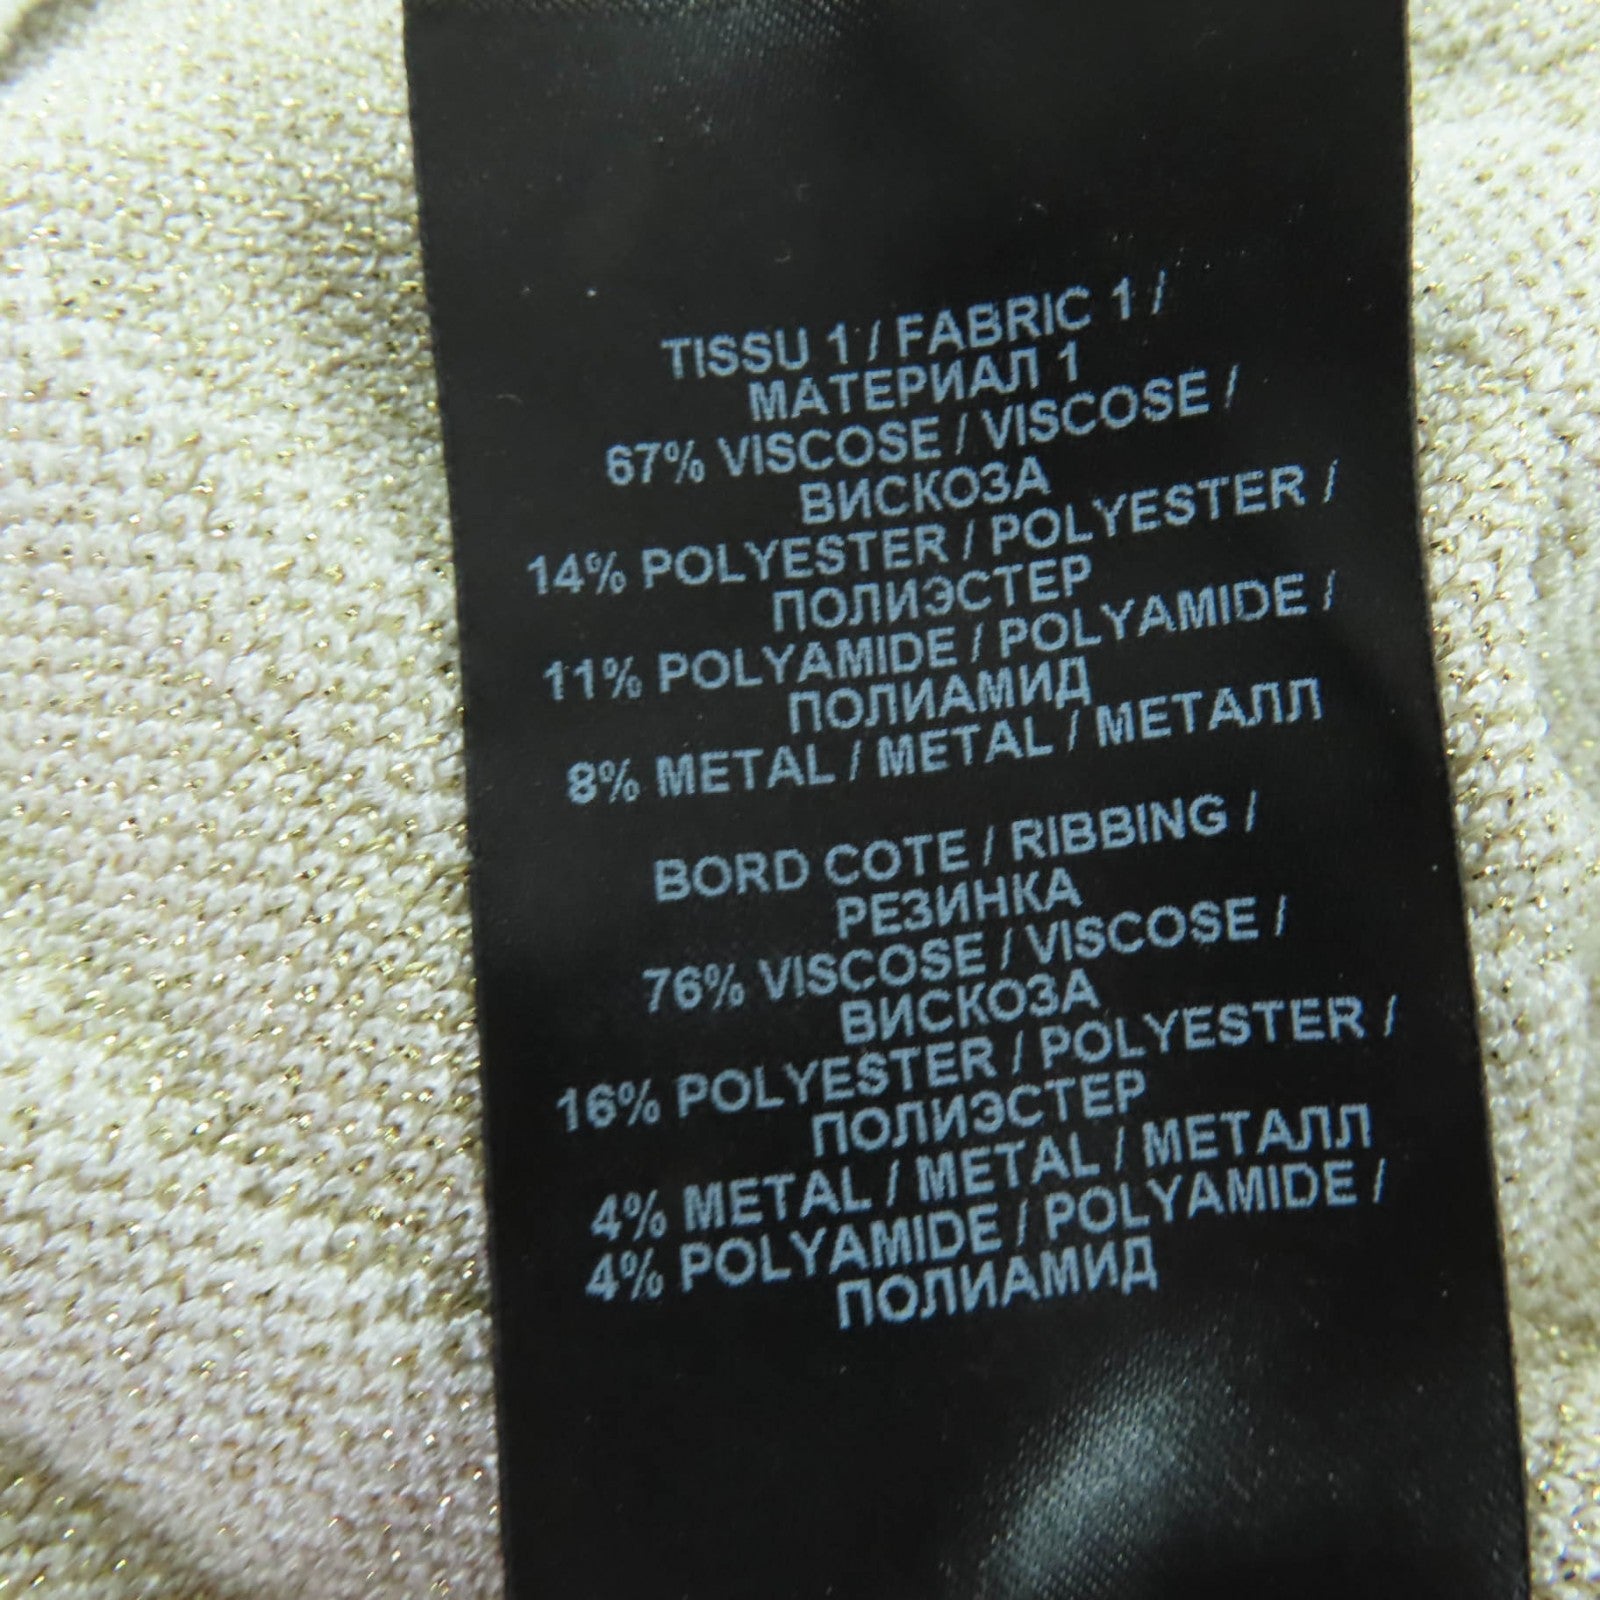 TISSU 1 / FABRIC 1 /
МАТЕРИАЛ 1
67% VISCOSE / VISCOSE /
ВИСКОЗА
14% POLYESTER / POLYESTER /
ПОЛИЭСТЕР
11% POLYAMIDE / POLYAMIDE /
ПОЛИАМИД
8% METAL / METAL / МЕТАЛЛ
BORD COTE / RIBBING /
РЕЗИНКА
76% VISCOSE / VISCOSE /
ВИСКОЗА
16% POLYESTER / POLYESTER /
ПОЛИЭСТЕР
4% METAL / METAL / МЕТАЛЛ
4% POLYAMIDE / POLYAMIDE /
ПОЛИАМИД